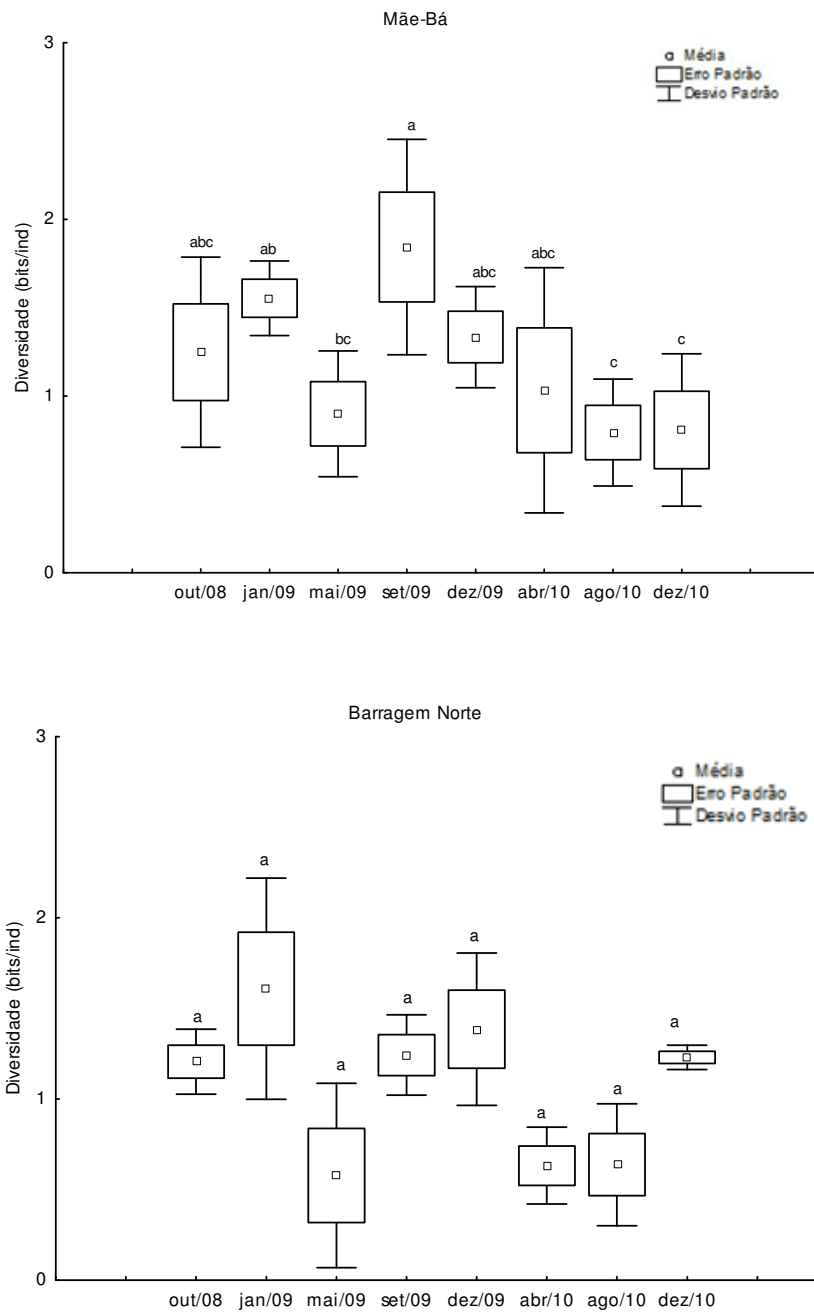 Mãe-Bá
3
Média
Erro Padrão
Desvio Padrão
a
2
abc
ab
abc
abc
bc
c
c
Diversidade (bits/ind)
1
0
out/08 jan/09 mai/09 set/09 dez/09 abr/10 ago/10 dez/10
Barragem Norte
3
Média
Erro Padrão
Desvio Padrão
a
2
a
a
a
a
a
a
a
Diversidade (bits/ind)
1
0
out/08 jan/09 mai/09 set/09 dez/09 abr/10 ago/10 dez/10